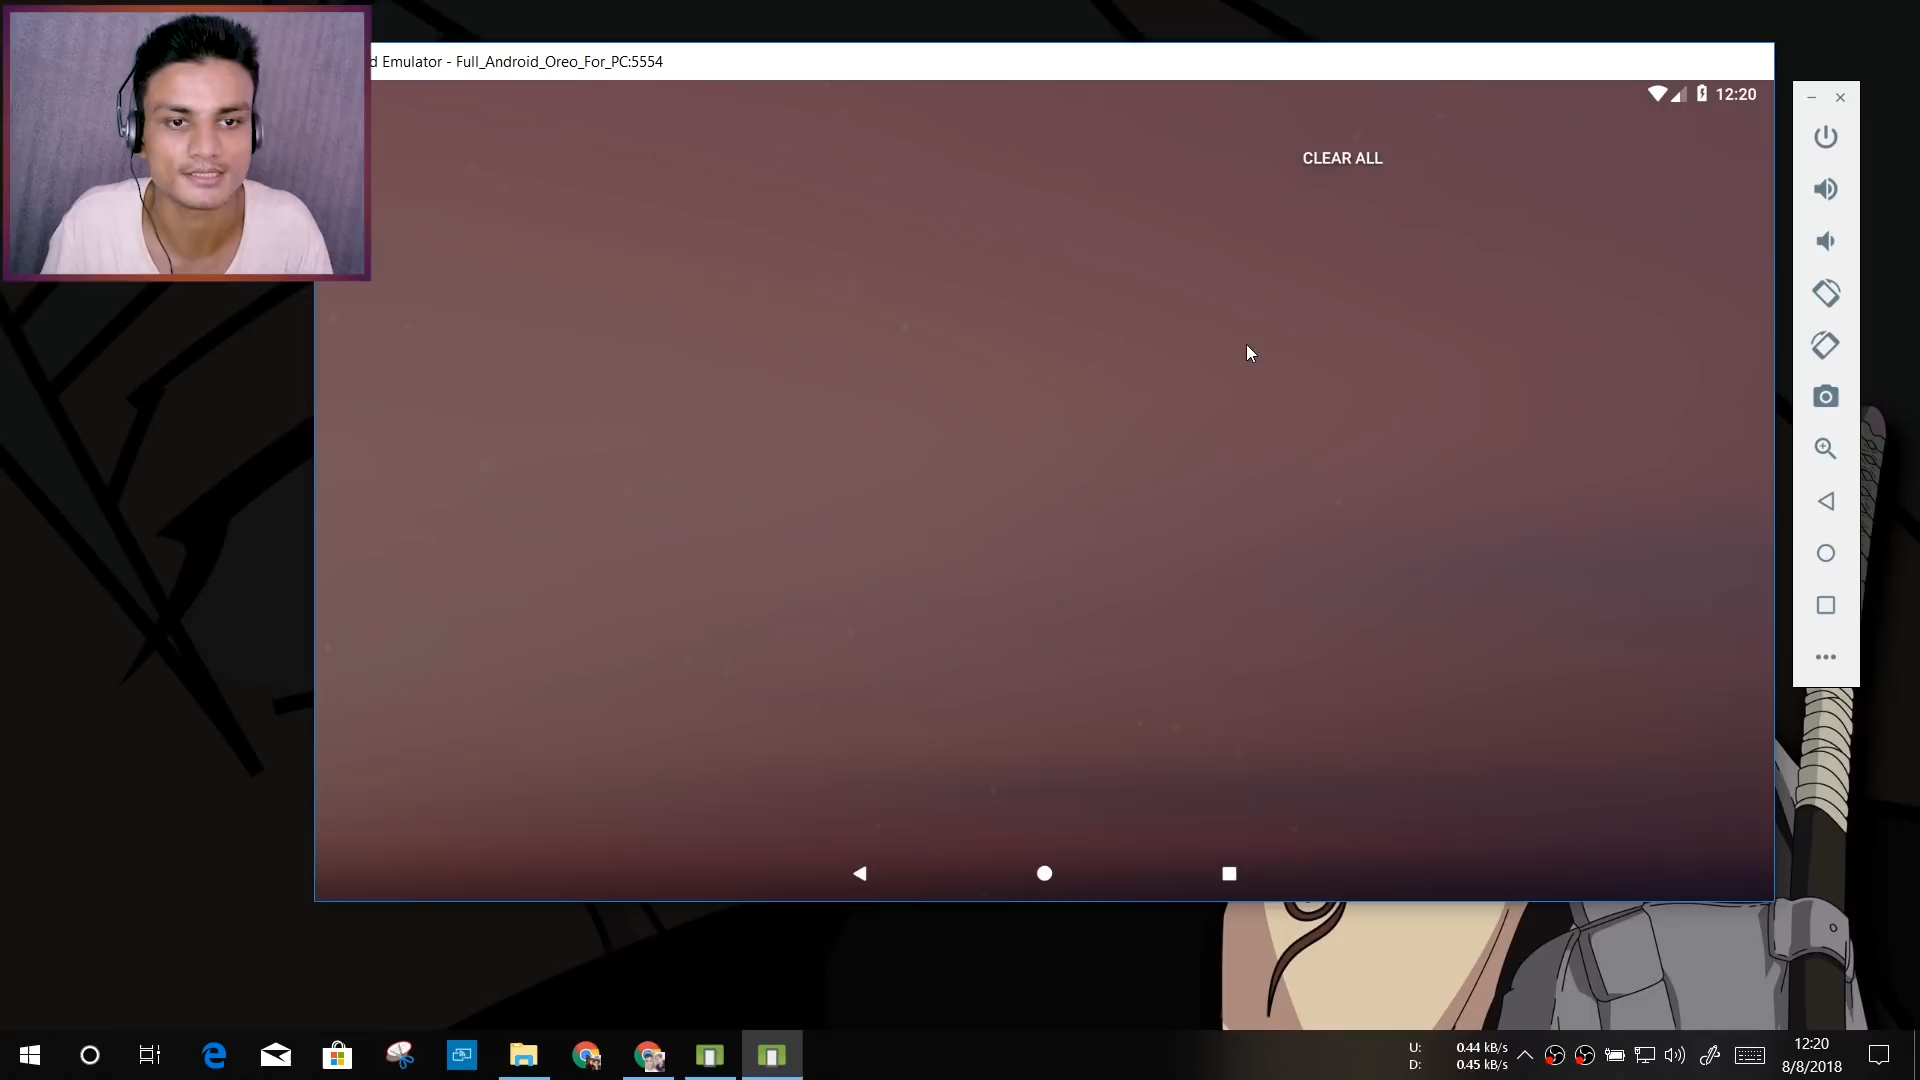 d Emulator - Full_Android_Oreo_For_PC:5554
12:20
CLEAR ALL
U: 0.44 kB/s
D: 0.45 kB/s
12:20
8/8/2018